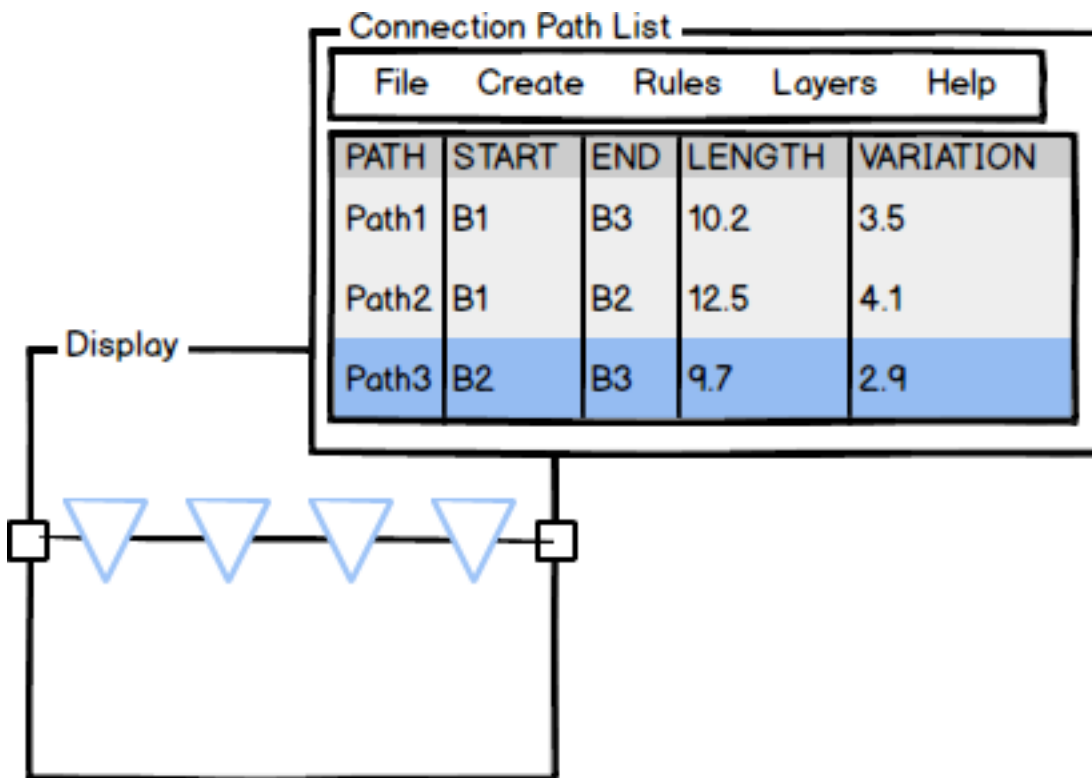 Connection Path List
File Create Rules Layers Help
PATH START END LENGTH VARIATION
Path1 B1 B3 10.2 3.5
Path2 B1 B2 12.5 4.1
Path3 B2 B3 9.7 2.9
Display